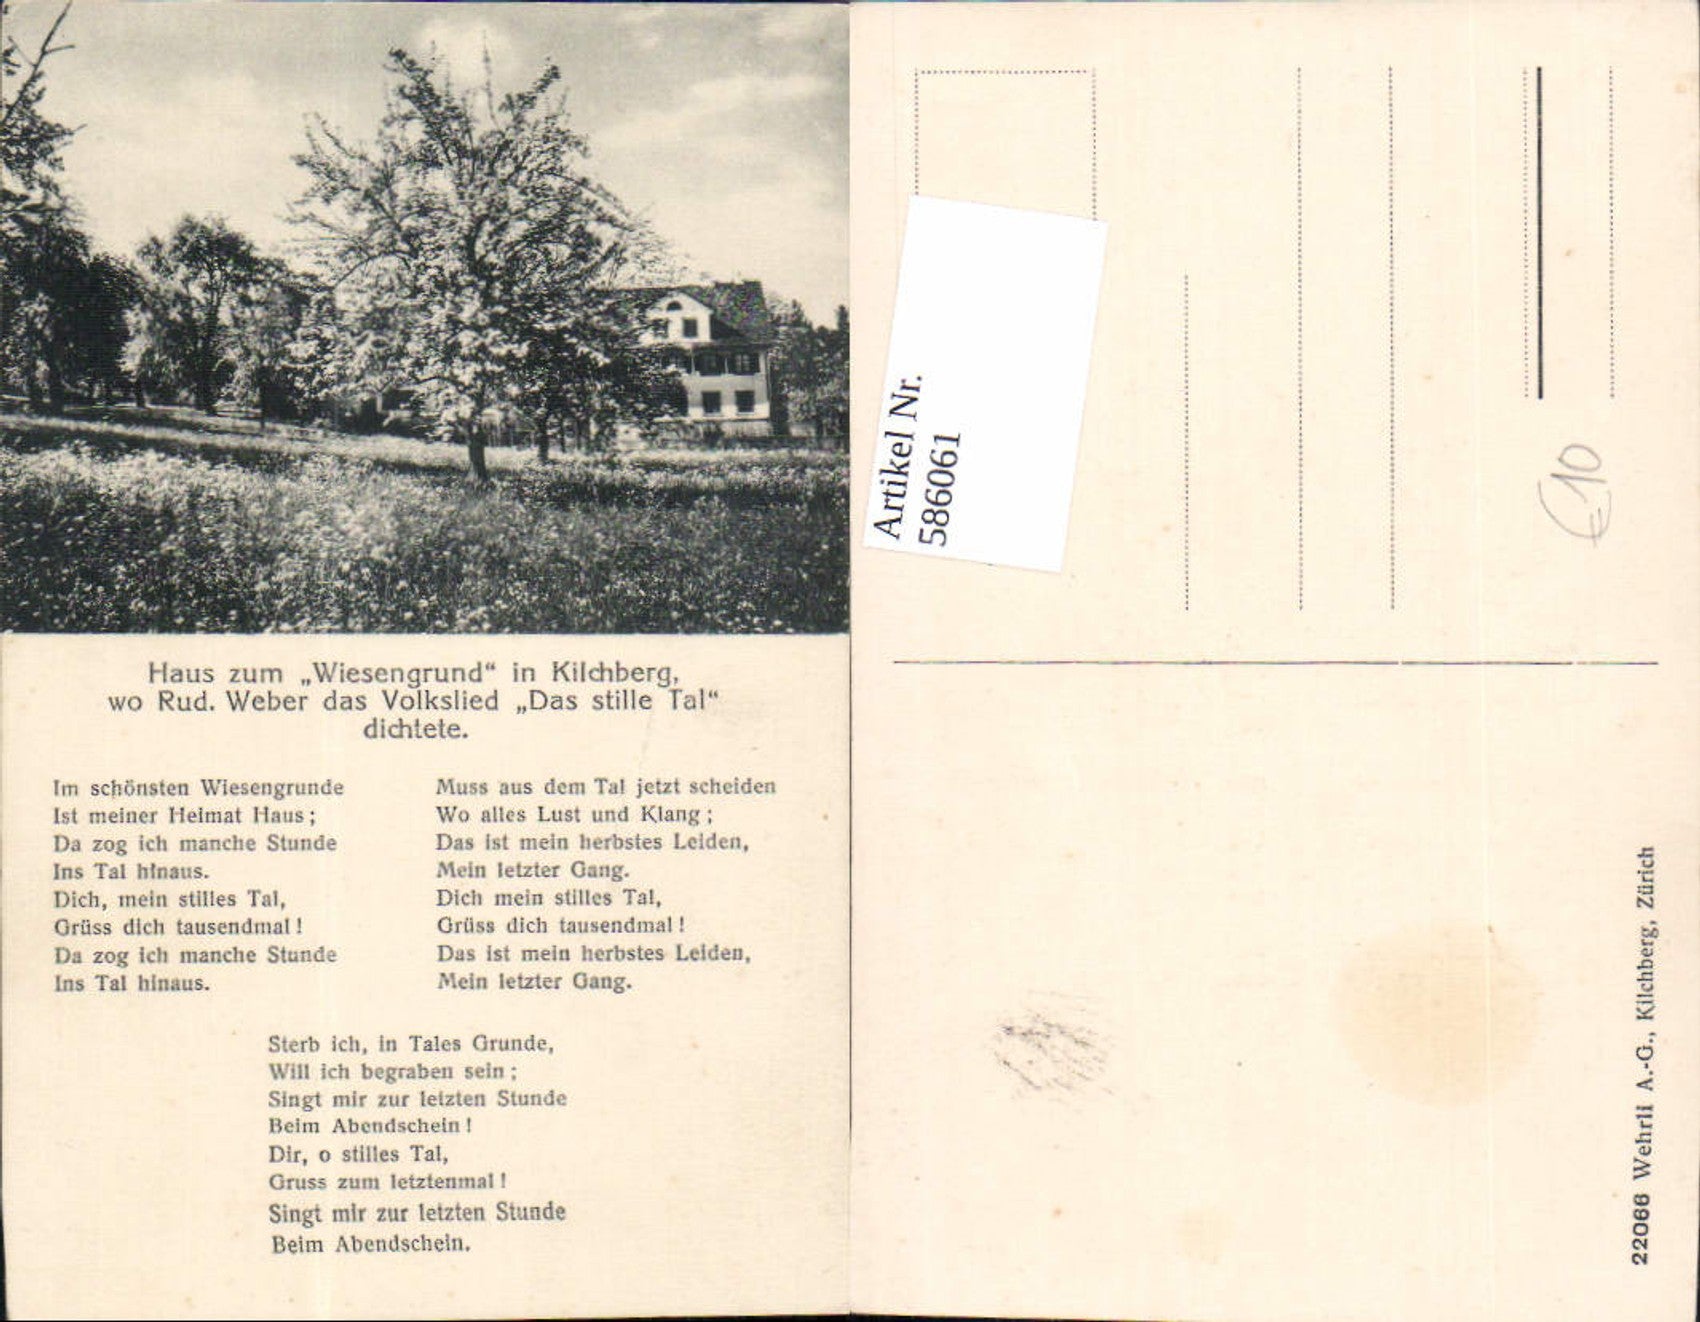 Haus zum „Wiesengrund“ in Kilchberg,
wo Rud. Weber das Volkslied „Das stille Tal“
dichtete.
Im schönsten Wiesengrunde
Ist meiner Heimat Haus;
Da zog ich manche Stunde
Ins Tal hinaus.
Dich, mein stilles Tal,
Grüss dich tausendmal!
Da zog ich manche Stunde
Ins Tal hinaus.
Muss aus dem Tal jetzt scheiden
Wo alles Lust und Klang;
Das ist mein herbstes Leiden,
Mein letzter Gang.
Dich mein stilles Tal,
Grüss dich tausendmal!
Das ist mein herbstes Leiden,
Mein letzter Gang.
Sterb ich, in Tales Grunde,
Will ich begraben sein;
Singt mir zur letzten Stunde
Beim Abendschein!
Dir, o stilles Tal,
Gruss zum letztenmal!
Singt mir zur letzten Stunde
Beim Abendschein.
Artikel Nr.
586061
€10
22066 Wehrli A.-G., Kilchberg, Zürich